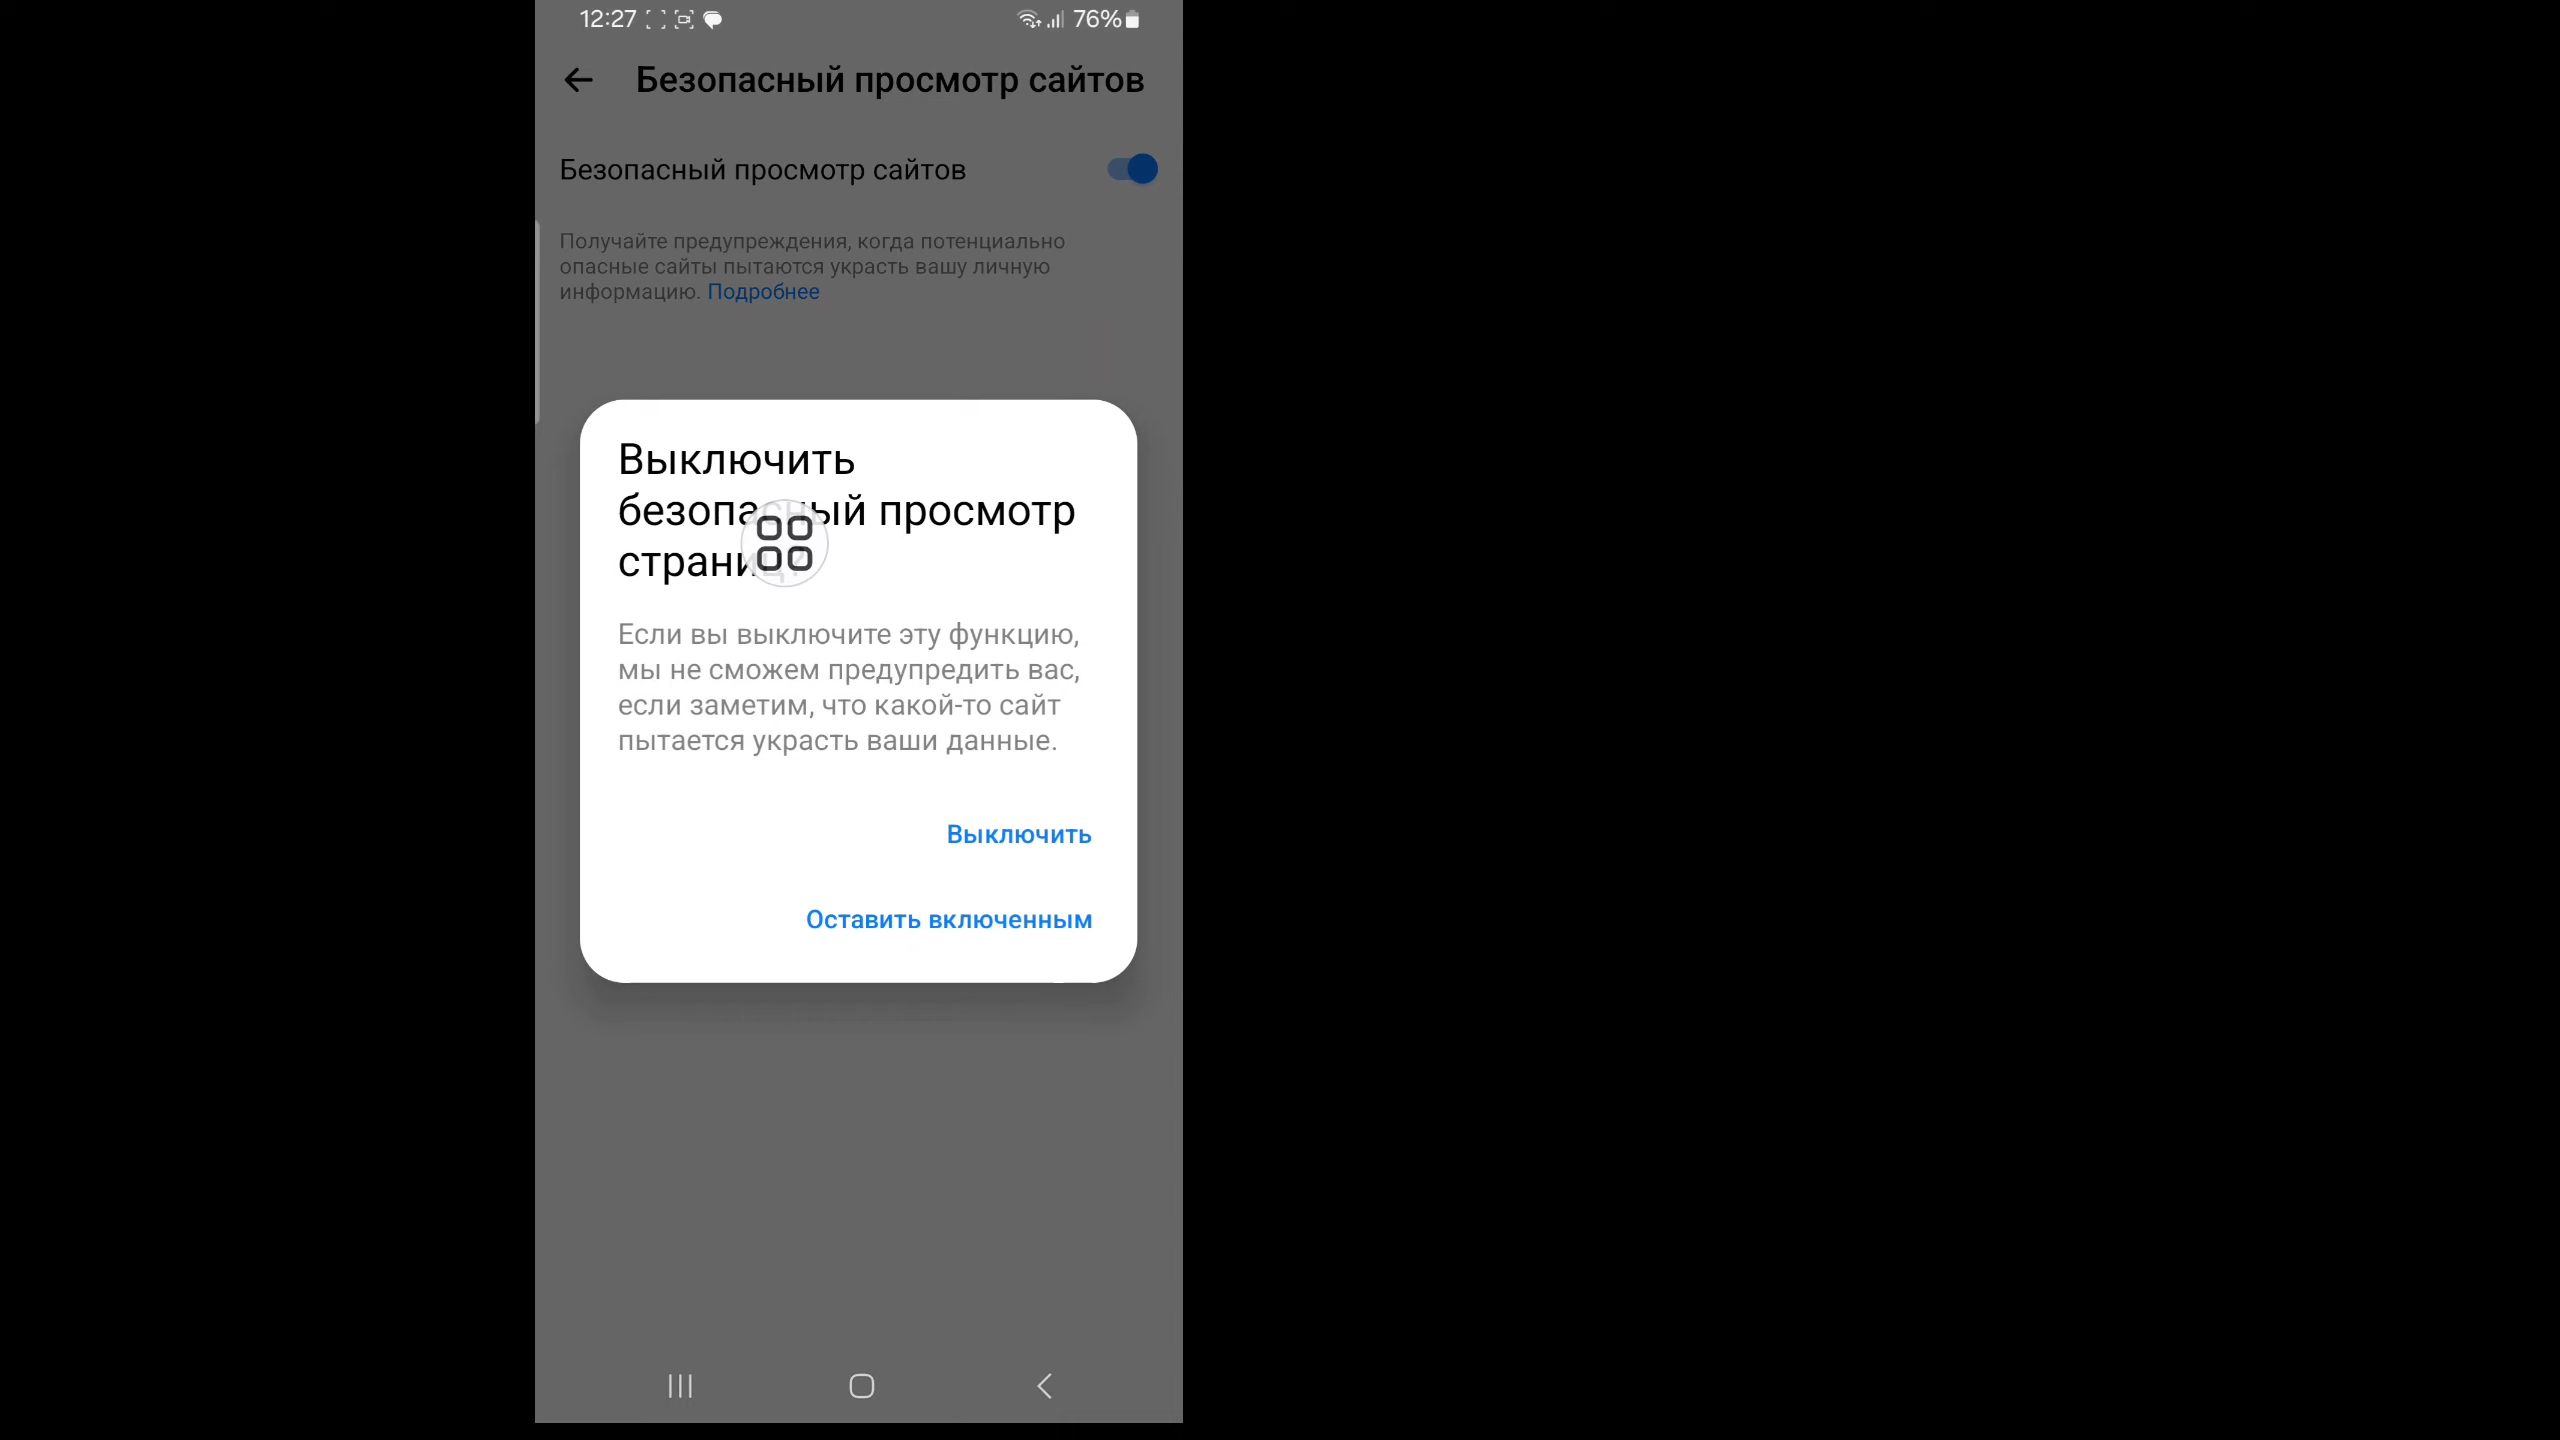 12:27
76%
Безопасный просмотр сайтов
Безопасный просмотр сайтов
Получайте предупреждения, когда потенциально
опасные сайты пытаются украсть вашу личную
информацию. Подробнее
Выключить
безопасный просмотр
страниц?
Если вы выключите эту функцию,
мы не сможем предупредить вас,
если заметим, что какой-то сайт
пытается украсть ваши данные.
Выключить
Оставить включенным